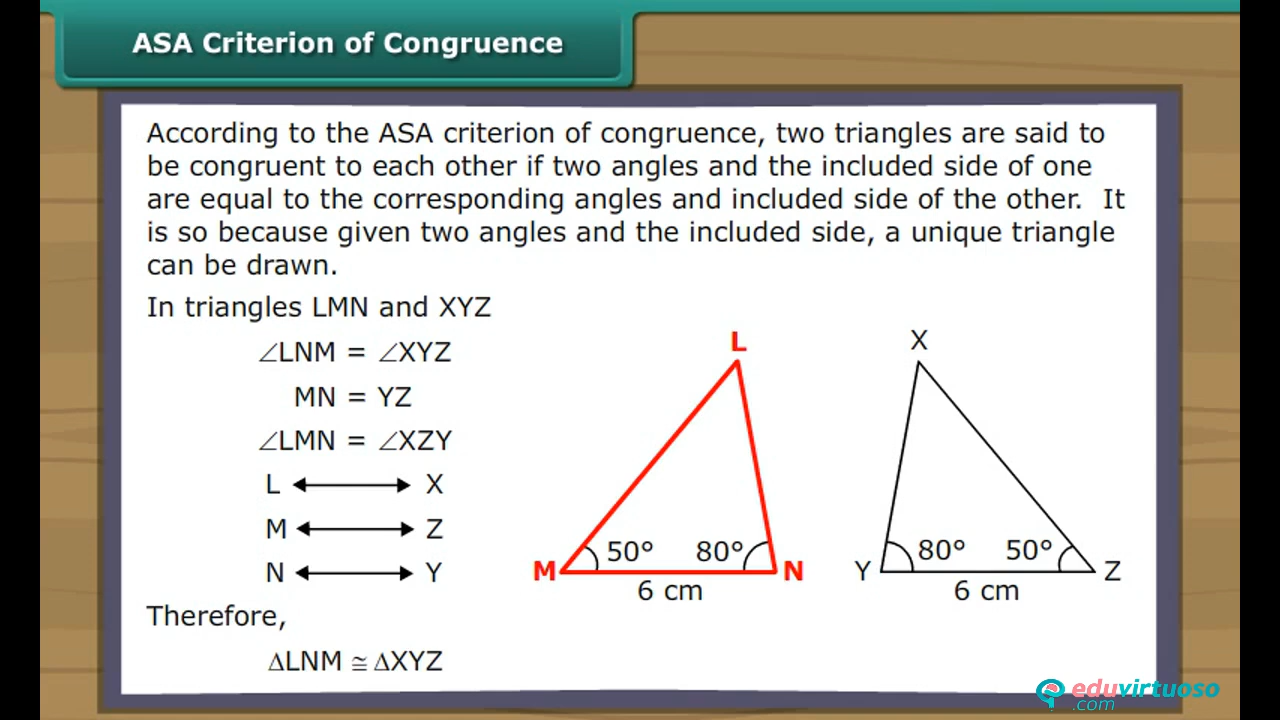 ASA Criterion of Congruence
According to the ASA criterion of congruence, two triangles are said to
be congruent to each other if two angles and the included side of one
are equal to the corresponding angles and included side of the other. It
is so because given two angles and the included side, a unique triangle
can be drawn.
In triangles LMN and XYZ
∠LNM = ∠XYZ
MN = YZ
∠LMN = ∠XZY
L ↔ X
M ↔ Z
N ↔ Y
Therefore,
ΔLNM ≅ ΔXYZ
L
M
50°
80°
N
6 cm
X
Y
80°
50°
Z
6 cm
eduvirtuoso
.com